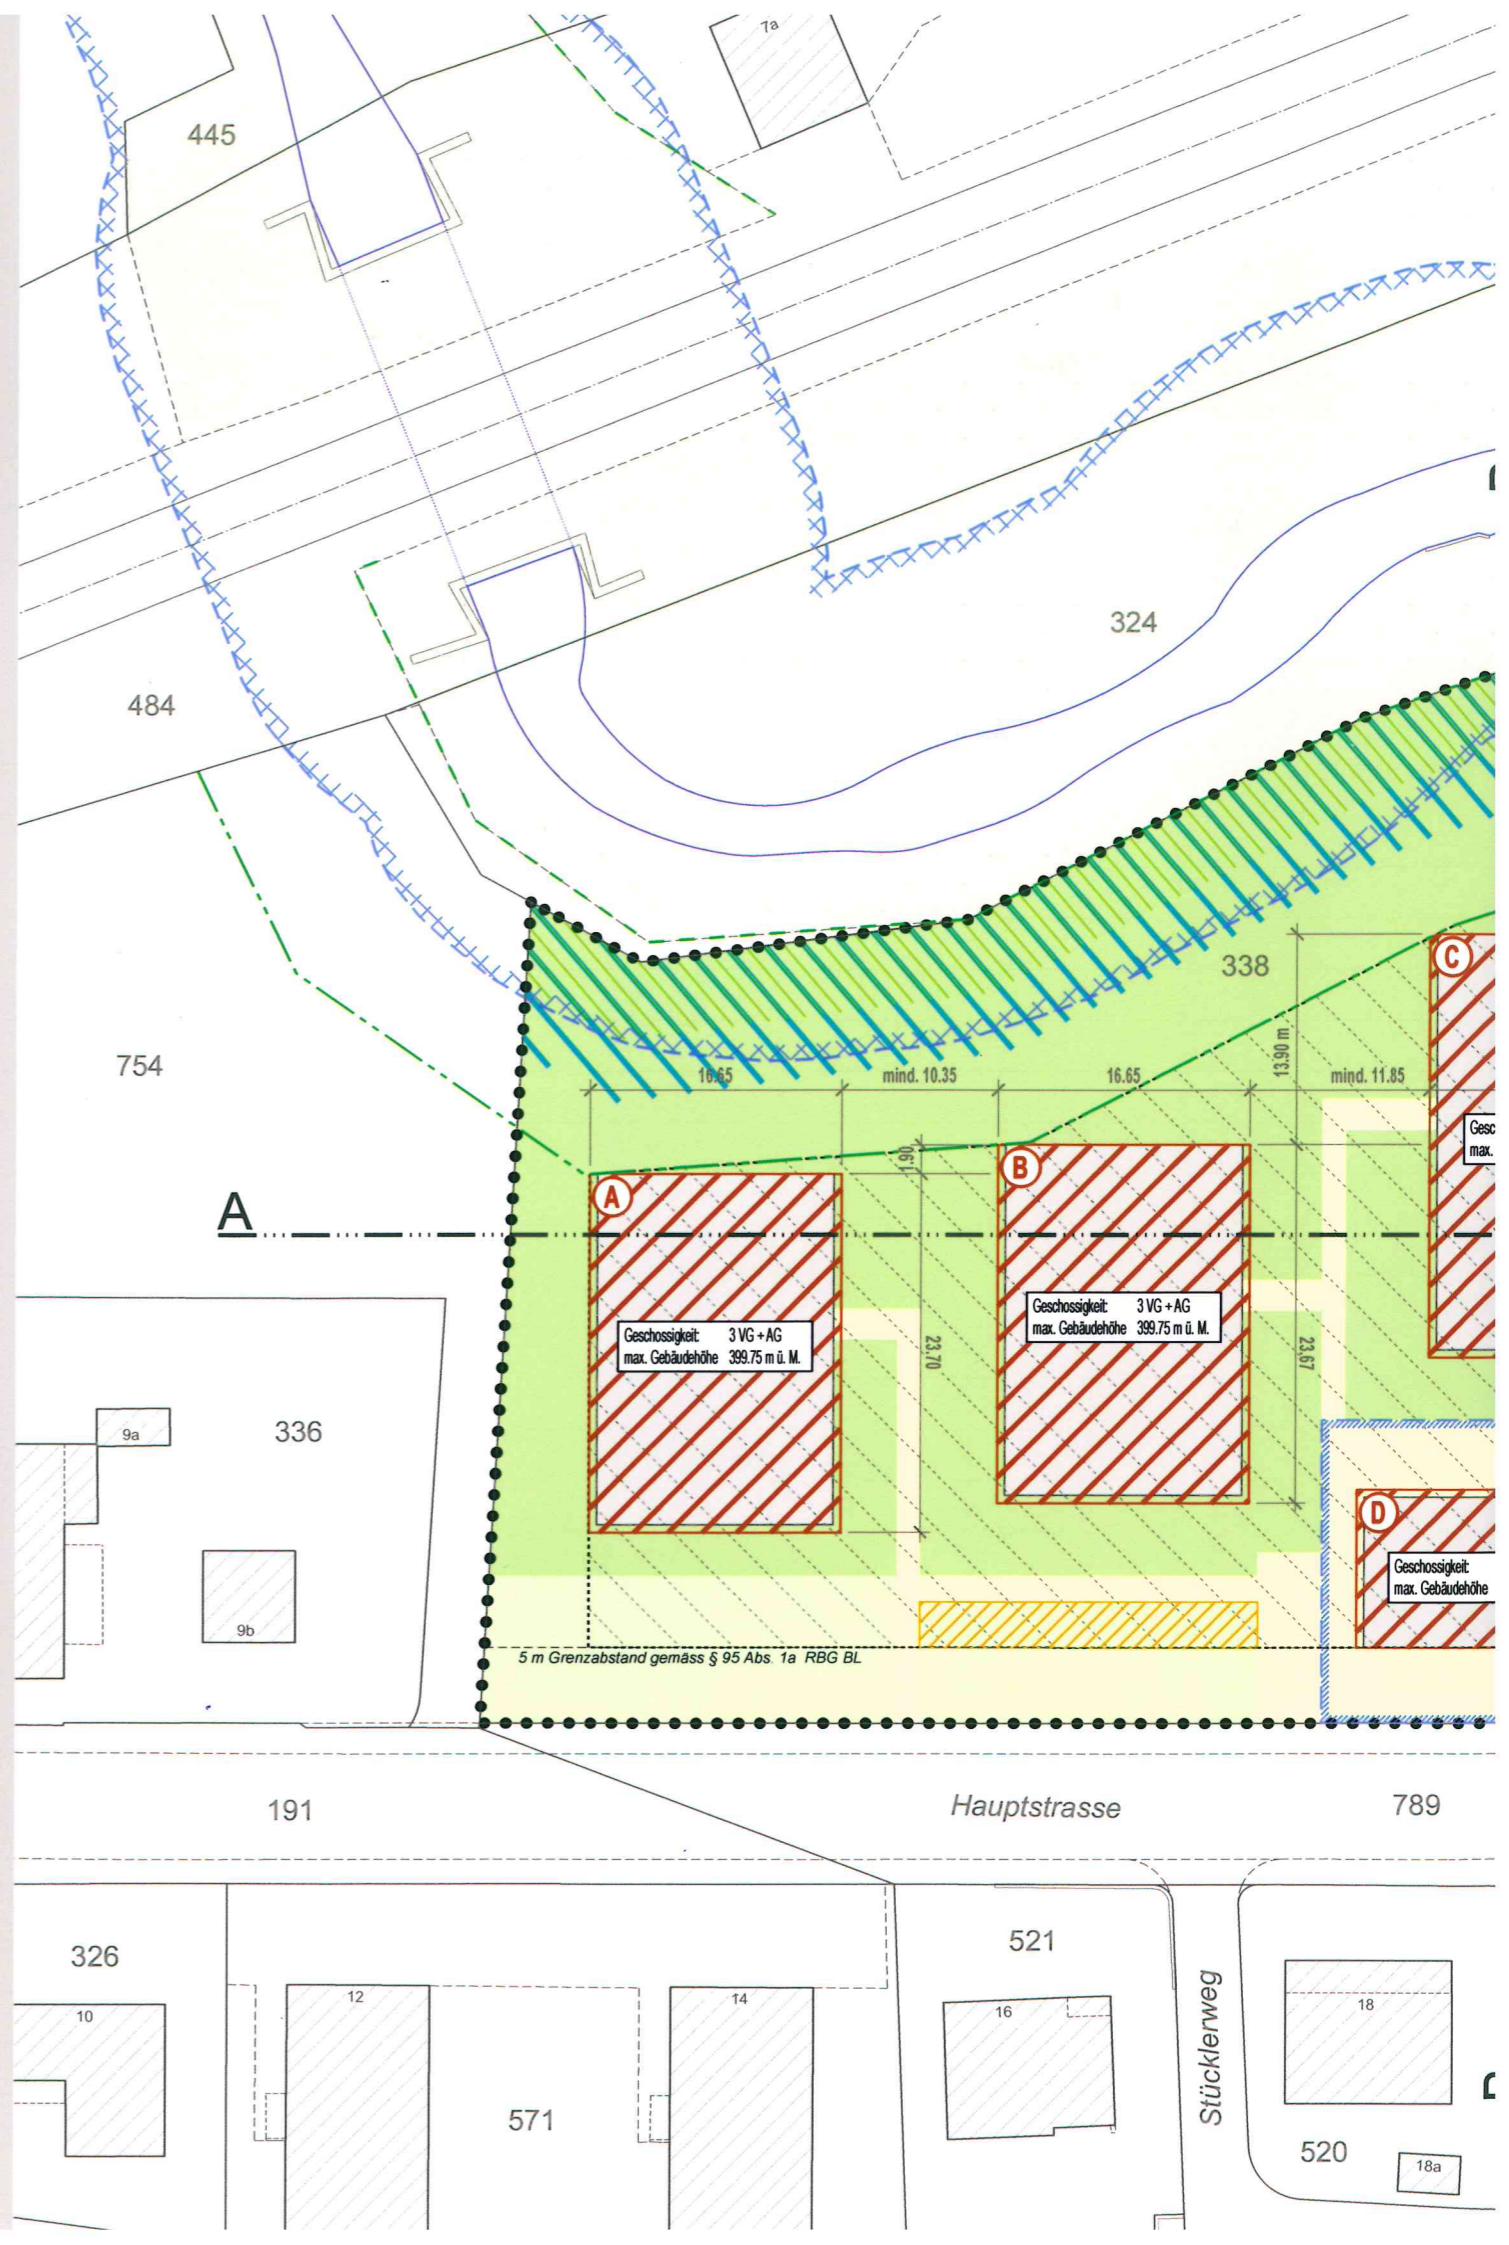 7a
445
324
484
C
338
13.90 m
754
16.65
mind. 10.35
16.65
mind. 11.85
1.90
B
A
A
Gesc
max.
Geschossigkeit: 3 VG + AG
max. Gebäudehöhe 399.75 m ü. M.
Geschossigkeit: 3 VG + AG
max. Gebäudehöhe 399.75 m ü. M.
23.70
23.67
9a
336
D
Geschossigkeit:
max. Gebäudehöhe
9b
5 m Grenzabstand gemäss § 95 Abs. 1a RBG BL
191
Hauptstrasse
789
326
521
12
14
16
18
10
Stücklerweg
571
520
18a